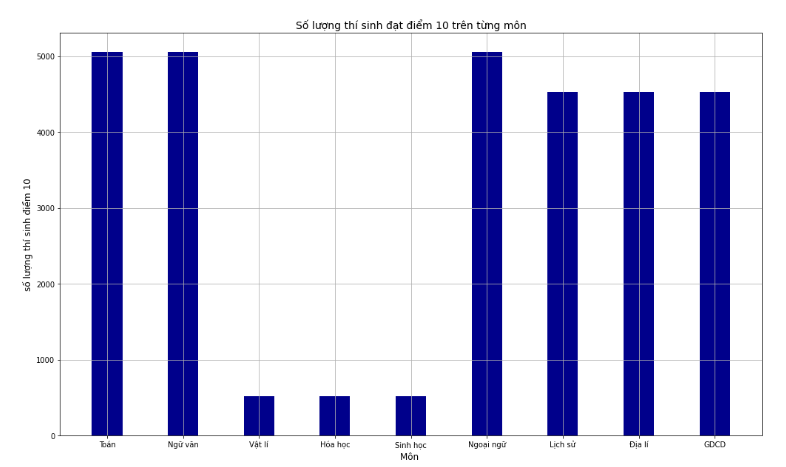 Số lượng thí sinh đạt điểm 10 trên từng môn
số lượng thí sinh điểm 10
5000
4000
3000
2000
1000
0
Toán Ngữ văn Vật lí Hóa học Sinh học Ngoại ngữ Lịch sử Địa lí GDCD
Môn